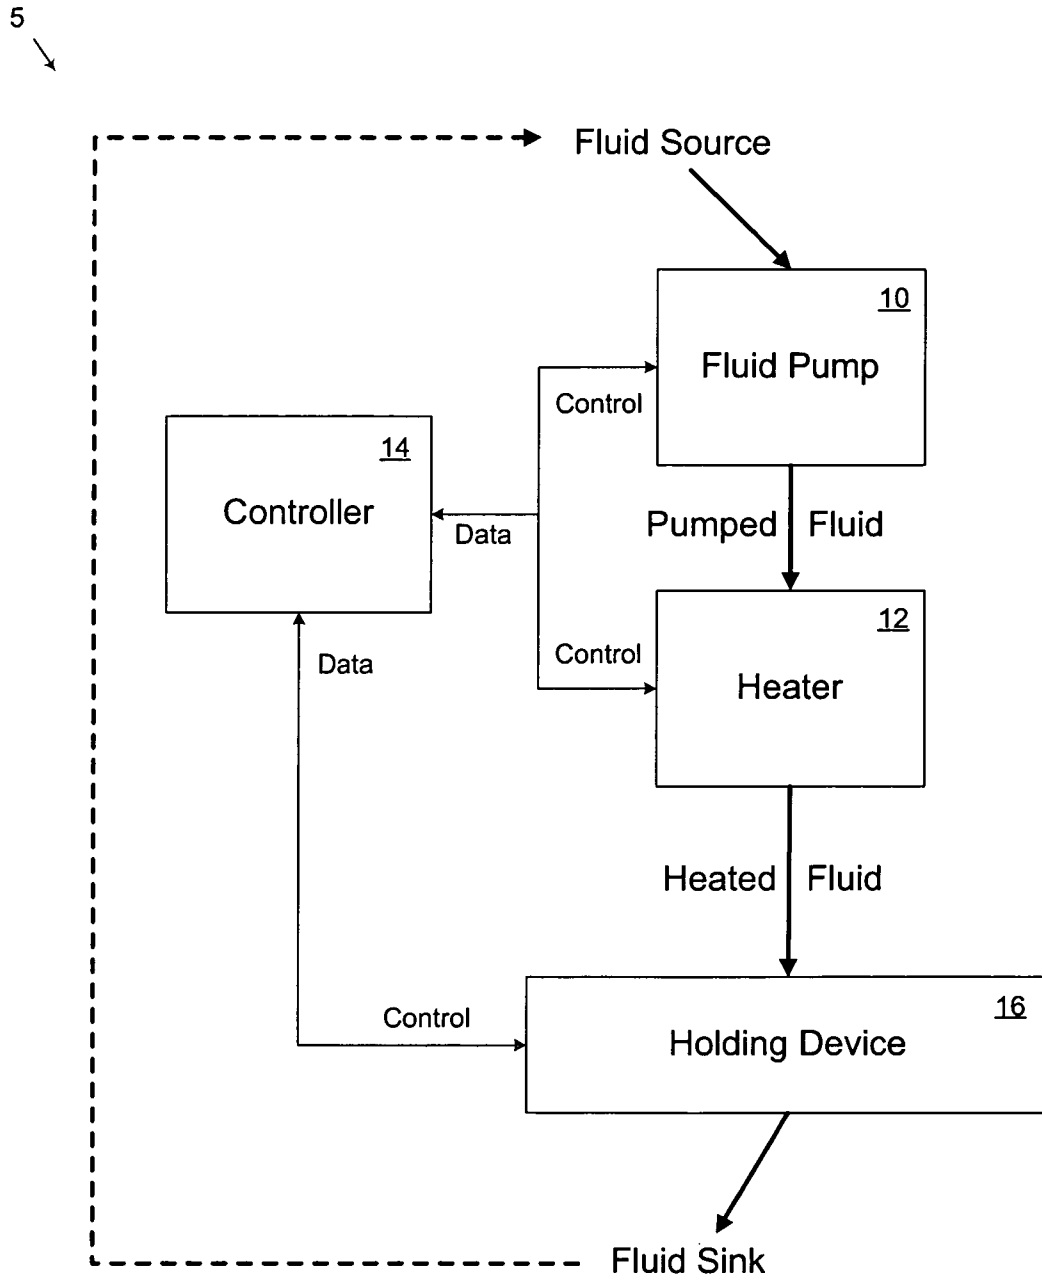 5
Fluid Source
10
Fluid Pump
Control
14
Controller
Data
Pumped Fluid
12
Control
Heater
Data
Heated Fluid
16
Control
Holding Device
Fluid Sink